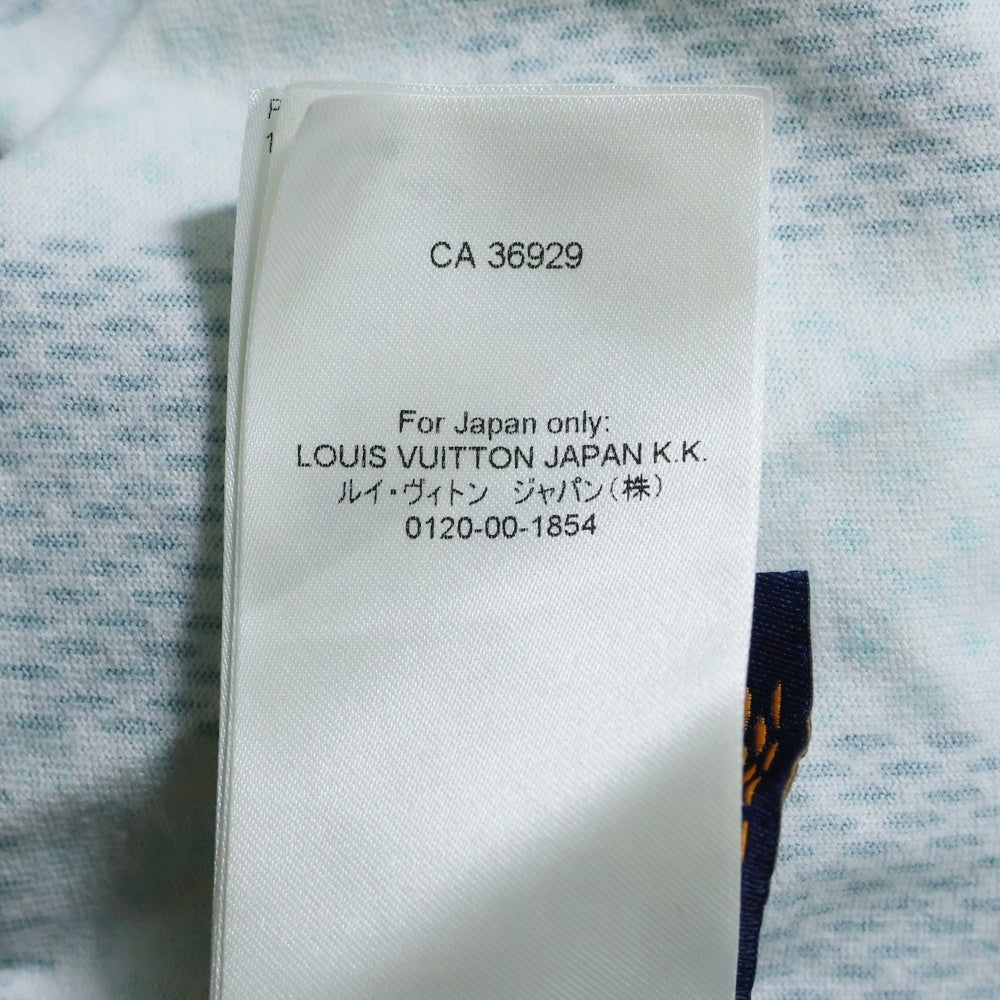 P
1
CA 36929
For Japan only:
LOUIS VUITTON JAPAN K.K.
ルイ・ヴィトン ジャパン(株)
0120-00-1854